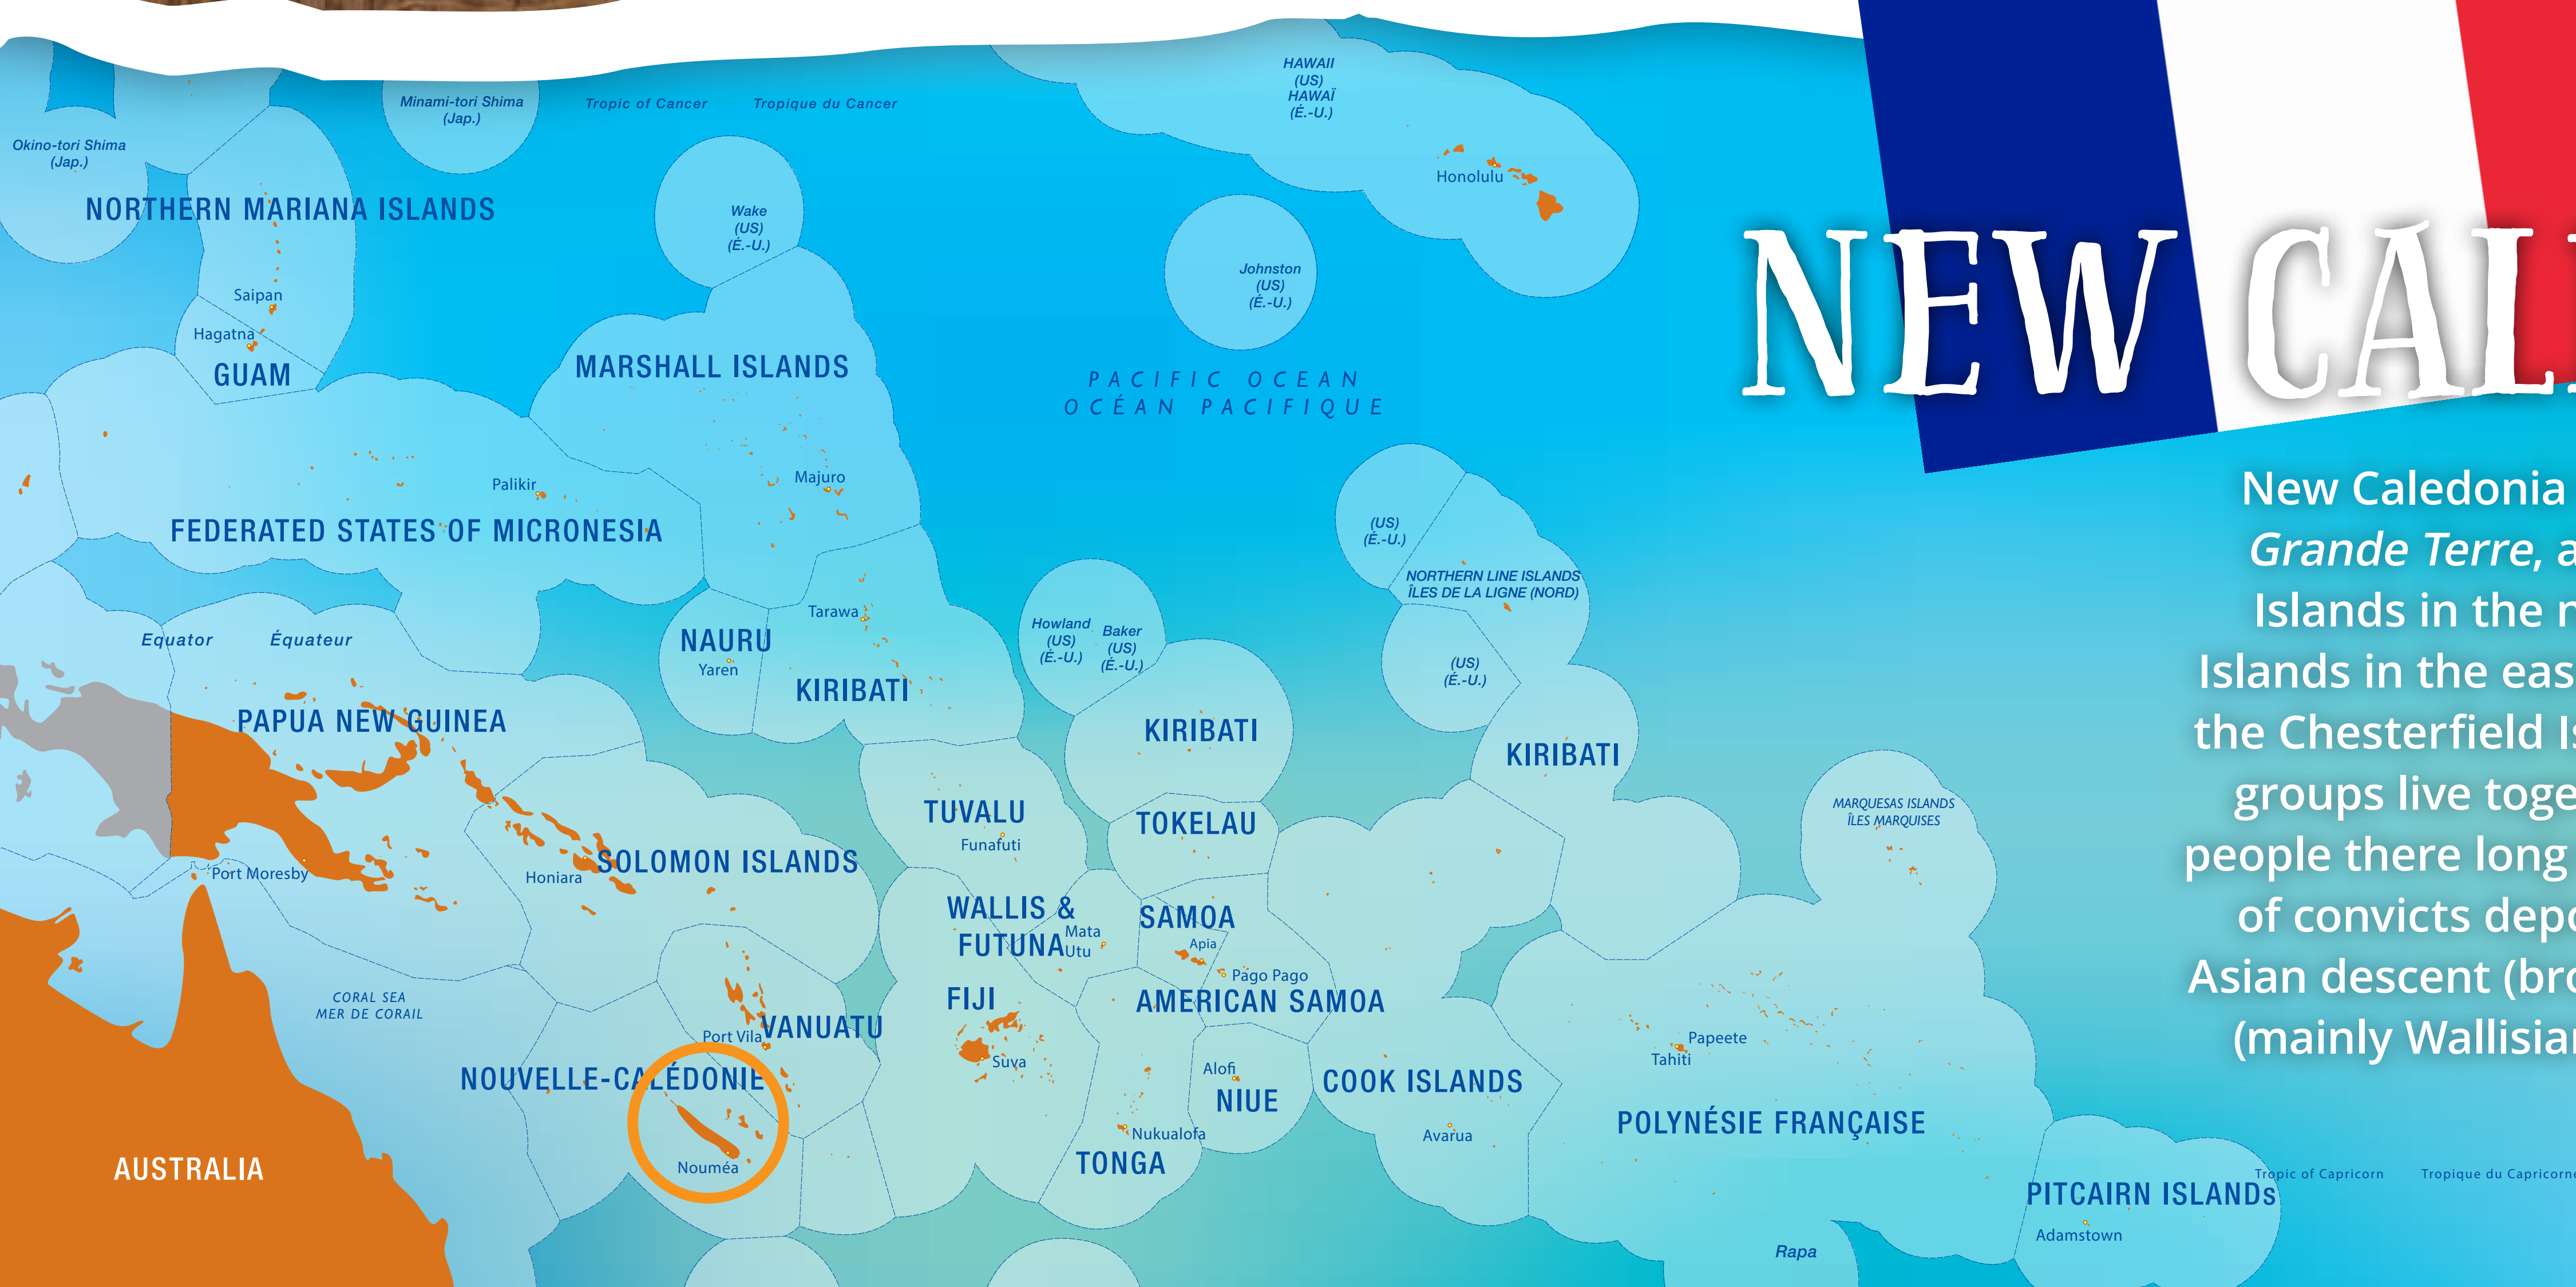 HAWAII
(US)
HAWAÏ
(É.-U.)
Minami-tori Shima
(Jap.)
Tropic of Cancer
Tropique du Cancer
Okino-tori Shima
(Jap.)
Honolulu
NORTHERN MARIANA ISLANDS
Wake
(US)
(É.-U.)
Johnston
(US)
(É.-U.)
Saipan
Hagatna
GUAM
MARSHALL ISLANDS
PACIFIC OCEAN
OCÉAN PACIFIQUE
Majuro
Palikir
FEDERATED STATES OF MICRONESIA
(US)
(É.-U.)
NORTHERN LINE ISLANDS
ÎLES DE LA LIGNE (NORD)
Tarawa
Equator
Équateur
NAURU
Yaren
Howland
(US)
(É.-U.)
Baker
(US)
(É.-U.)
(US)
(É.-U.)
KIRIBATI
PAPUA NEW GUINEA
KIRIBATI
KIRIBATI
TUVALU
Funafuti
TOKELAU
MARQUESAS ISLANDS
ÎLES MARQUISES
Port Moresby
Honiara
SOLOMON ISLANDS
WALLIS &
FUTUNA
Mata
Utu
SAMOA
Apia
Pago Pago
AMERICAN SAMOA
FIJI
Suva
CORAL SEA
MER DE CORAIL
Port Vila
VANUATU
NOUVELLE-CALÉDONIE
Nouméa
Alofi
NIUE
COOK ISLANDS
Avarua
Papeete
Tahiti
POLYNÉSIE FRANÇAISE
Nukualofa
TONGA
AUSTRALIA
Tropic of Capricorn
Tropique du Capricorne
PITCAIRN ISLANDs
Adamstown
Rapa
NEW CAL
New Caledonia
Grande Terre, a
Islands in the
Islands in the eas
the Chesterfield Is
groups live toge
people there long
of convicts depo
Asian descent (bro
(mainly Wallisian